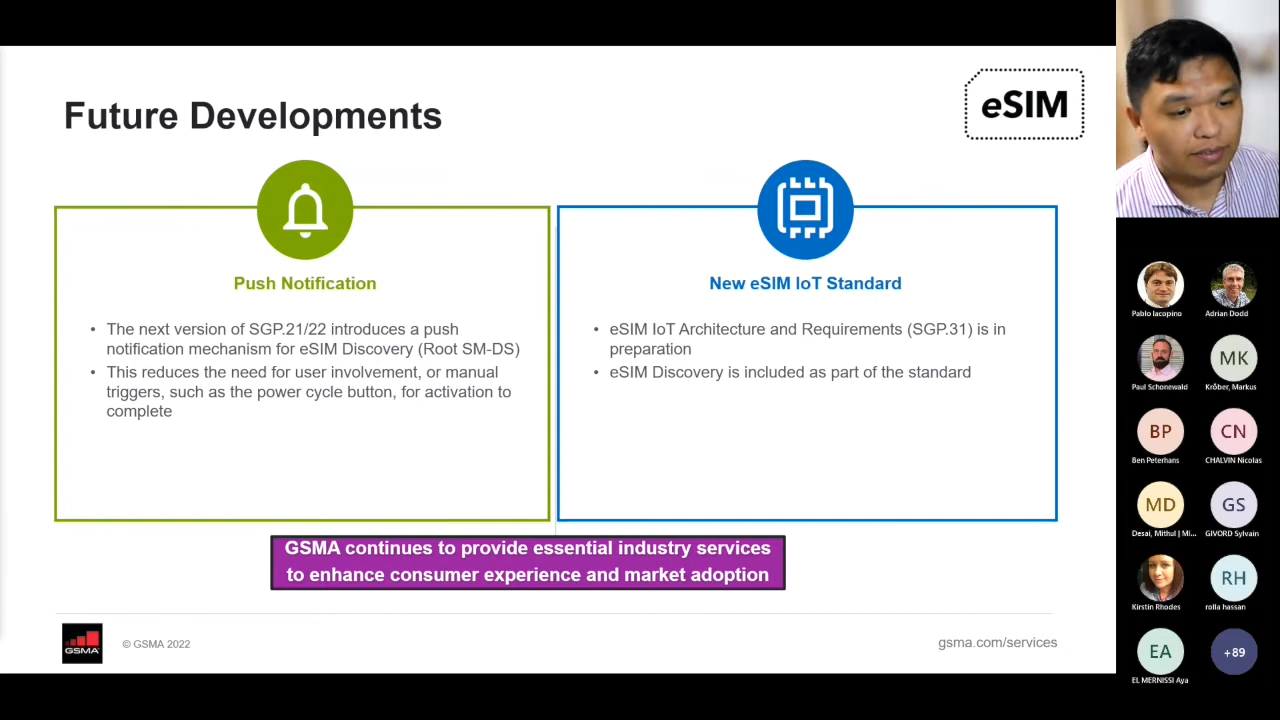 Future Developments
eSIM
Push Notification
• The next version of SGP.21/22 introduces a push
notification mechanism for eSIM Discovery (Root SM-DS)
• This reduces the need for user involvement, or manual
triggers, such as the power cycle button, for activation to
complete
New eSIM IoT Standard
• eSIM IoT Architecture and Requirements (SGP.31) is in
preparation
• eSIM Discovery is included as part of the standard
GSMA continues to provide essential industry services
to enhance consumer experience and market adoption
GSMA
© GSMA 2022
gsma.com/services
Pablo Iacopino
Adrian Dodd
Paul Schonewald
MK
Kröber, Markus
BP
Ben Peterhans
CN
CHALVIN Nicolas
MD
Desai, Mithul | Mi...
GS
GIVORD Sylvain
Kirstin Rhodes
RH
rolla hassan
EA
EL MERNISSI Aya
+89